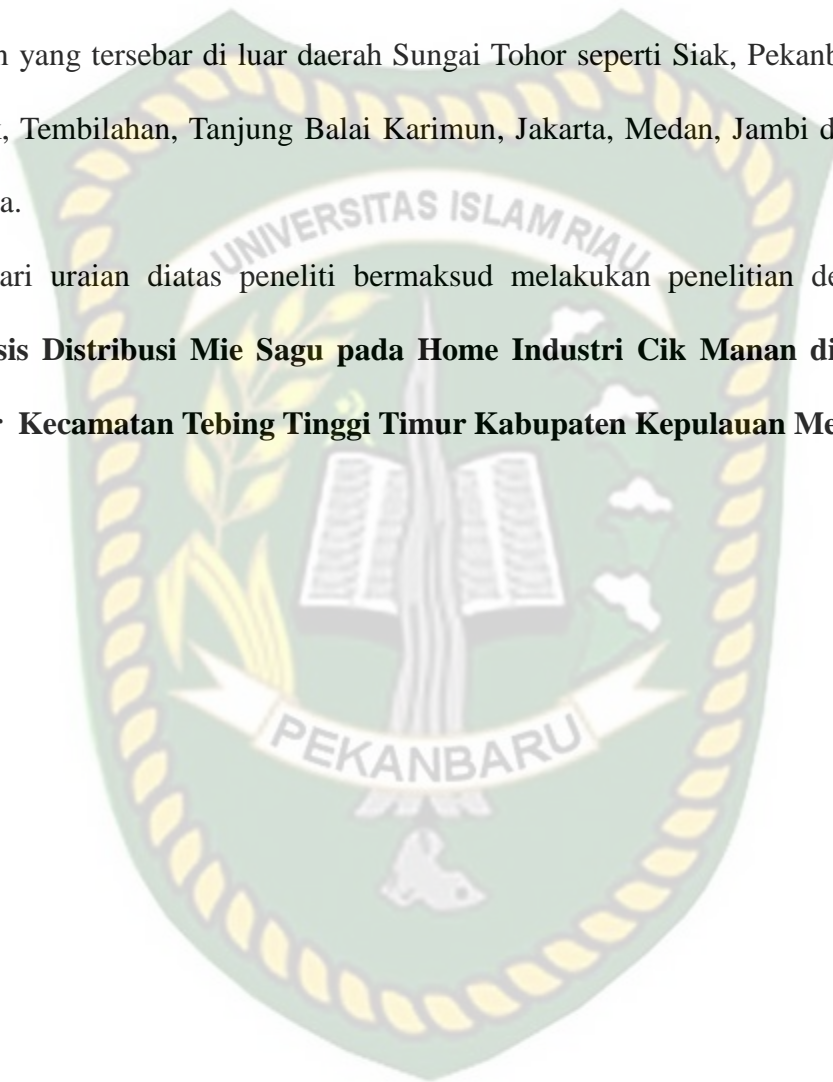 n yang tersebar di luar daerah Sungai Tohor seperti Siak, Pekanb
, Tembilahan, Tanjung Balai Karimun, Jakarta, Medan, Jambi d
a.
UNIVERSITAS ISLAM RIAU
ari uraian diatas peneliti bermaksud melakukan penelitian de
sis Distribusi Mie Sagu pada Home Industri Cik Manan di
r Kecamatan Tebing Tinggi Timur Kabupaten Kepulauan Me
PEKANBARU